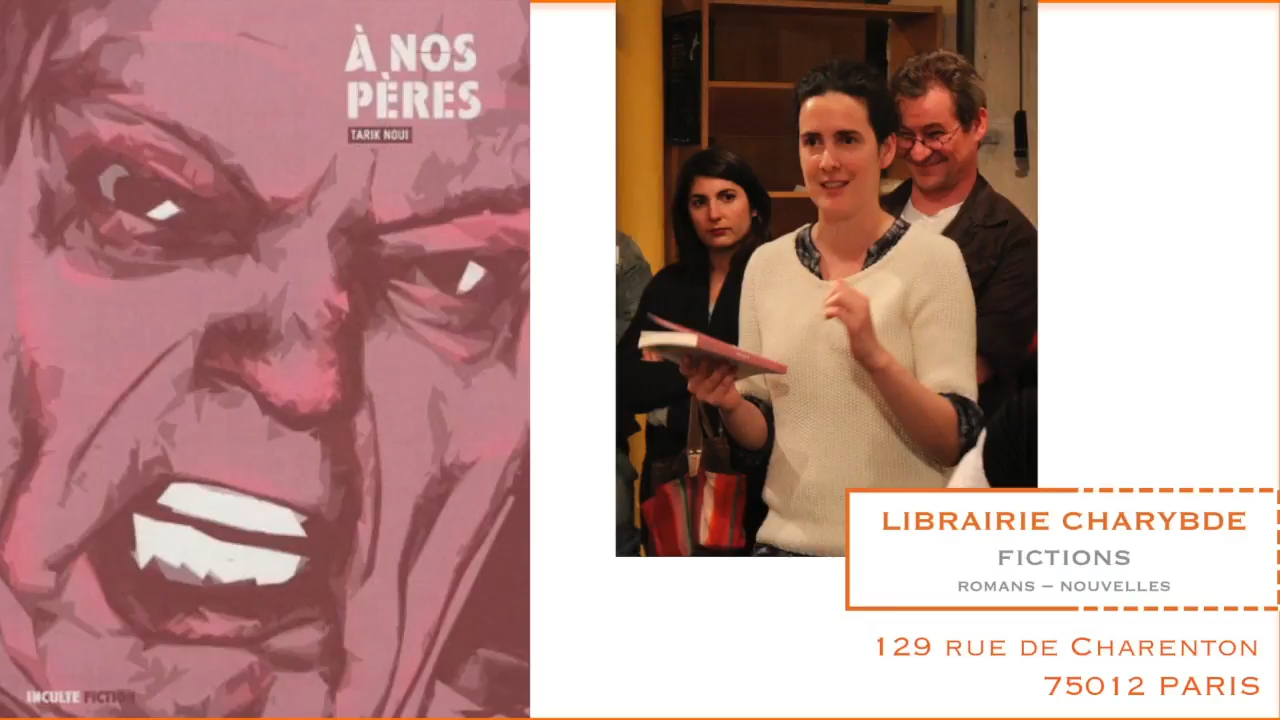 À NOS
PÈRES
TARIK NOUI
INCULTE FICTION
LIBRAIRIE CHARYBDE
FICTIONS
ROMANS – NOUVELLES
129 RUE DE CHARENTON
75012 PARIS